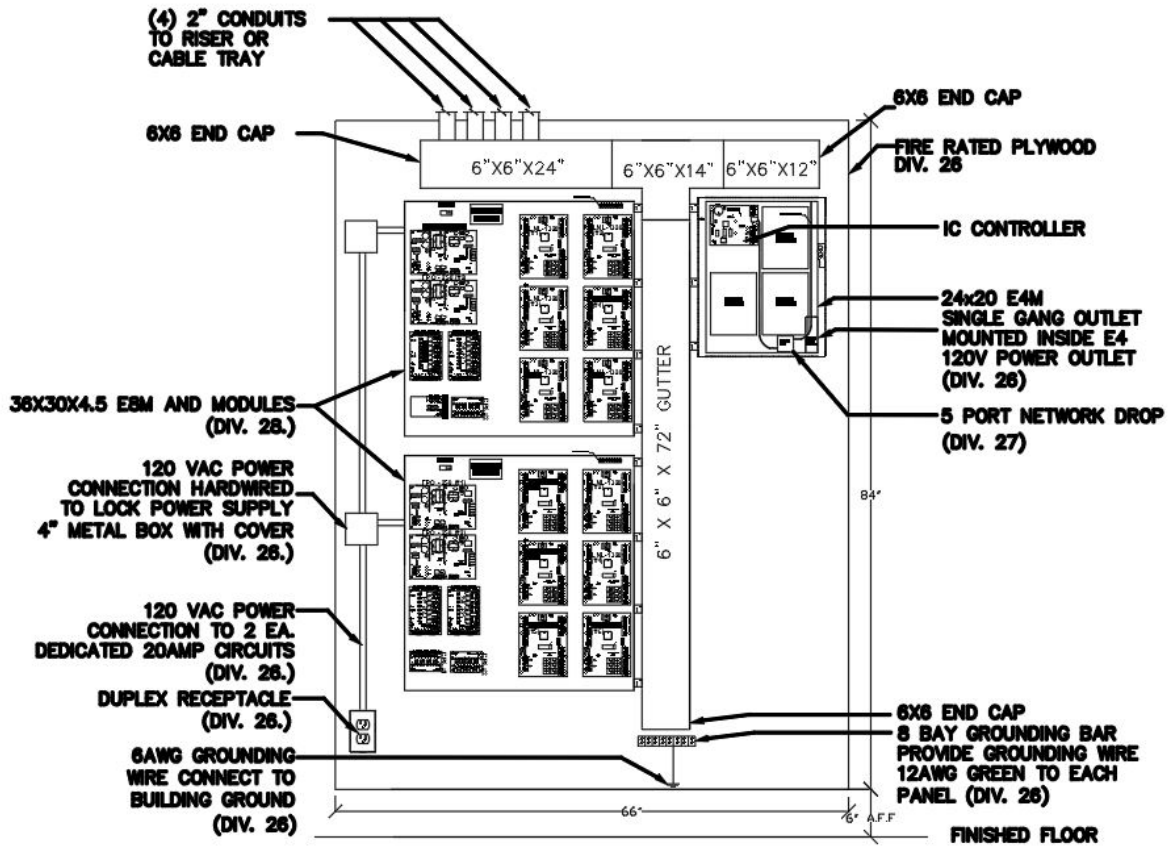 (4) 2" CONDUITS
TO RISER OR
CABLE TRAY
6X6 END CAP
6X6 END CAP
FIRE RATED PLYWOOD
DIV. 26
6"X6"X24"
6"X6"X14"
6"X6"X12"
IC CONTROLLER
24x20 E4M
SINGLE GANG OUTLET
MOUNTED INSIDE E4
120V POWER OUTLET
(DIV. 26)
5 PORT NETWORK DROP
(DIV. 27)
6" X 6" X 72" GUTTER
84"
36X30X4.5 E8M AND MODULES
(DIV. 28.)
120 VAC POWER
CONNECTION HARDWIRED
TO LOCK POWER SUPPLY
4" METAL BOX WITH COVER
(DIV. 26.)
120 VAC POWER
CONNECTION TO 2 EA.
DEDICATED 20AMP CIRCUITS
(DIV. 26.)
DUPLEX RECEPTACLE
(DIV. 26.)
6AWG GROUNDING
WIRE CONNECT TO
BUILDING GROUND
(DIV. 26)
6X6 END CAP
8 BAY GROUNDING BAR
PROVIDE GROUNDING WIRE
12AWG GREEN TO EACH
PANEL (DIV. 26)
66"
6" A.F.F
FINISHED FLOOR